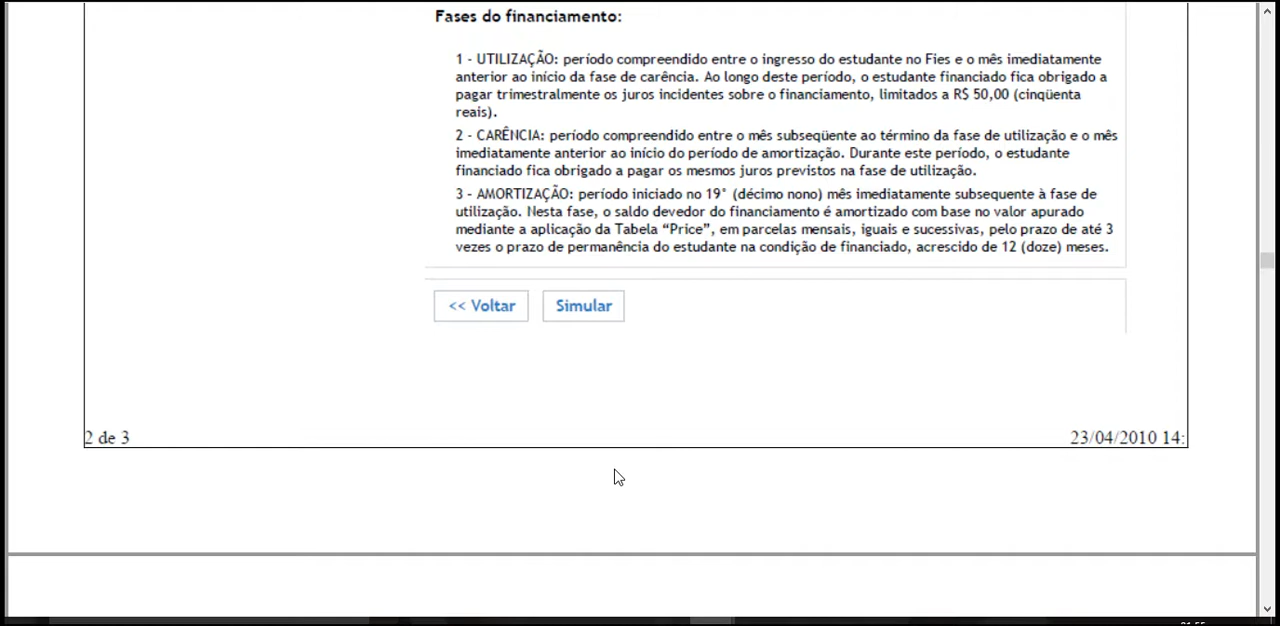 Fases do financiamento:
1 - UTILIZAÇÃO: período compreendido entre o ingresso do estudante no Fies e o mês imediatamente
anterior ao início da fase de carência. Ao longo deste período, o estudante financiado fica obrigado a
pagar trimestralmente os juros incidentes sobre o financiamento, limitados a R$ 50,00 (cinqüenta
reais).
2 - CARÊNCIA: período compreendido entre o mês subseqüente ao término da fase de utilização e o mês
imediatamente anterior ao início do período de amortização. Durante este período, o estudante
financiado fica obrigado a pagar os mesmos juros previstos na fase de utilização.
3 - AMORTIZAÇÃO: período iniciado no 19° (décimo nono) mês imediatamente subsequente à fase de
utilização. Nesta fase, o saldo devedor do financiamento é amortizado com base no valor apurado
mediante a aplicação da Tabela “Price”, em parcelas mensais, iguais e sucessivas, pelo prazo de até 3
vezes o prazo de permanência do estudante na condição de financiado, acrescido de 12 (doze) meses.
<< Voltar
Simular
2 de 3
23/04/2010 14: